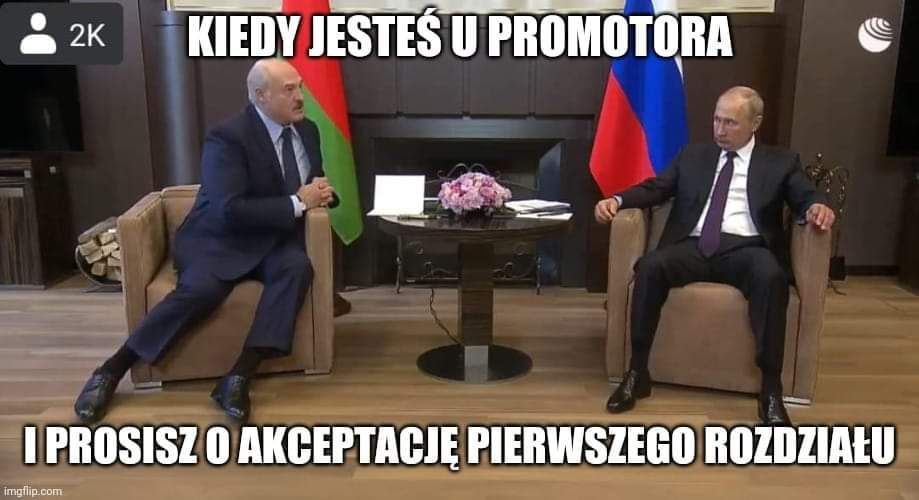 2K
KIEDY JESTEŚ U PROMOTORA
I PROSISZ O AKCEPTACJĘ PIERWSZEGO ROZDZIAŁU
imgflip.com